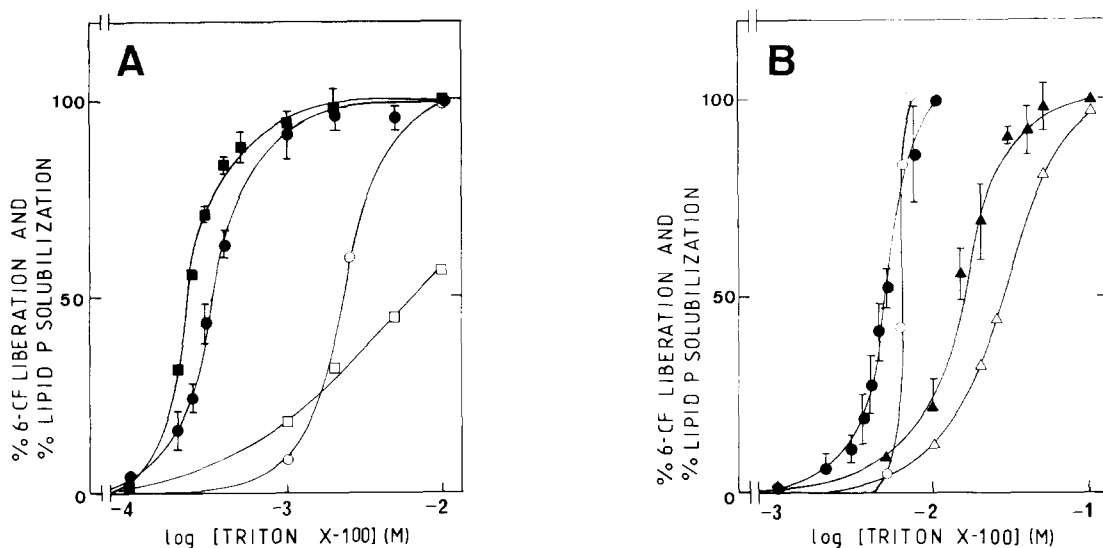 A
100
50
0
% 6-CF LIBERATION AND
% LIPID P SOLUBILIZATION
-4
-3
-2
log [TRITON X-100] (M)
B
100
50
0
% 6-CF LIBERATION AND
% LIPID P SOLUBILIZATION
-3
-2
-1
log [TRITON X-100] (M)